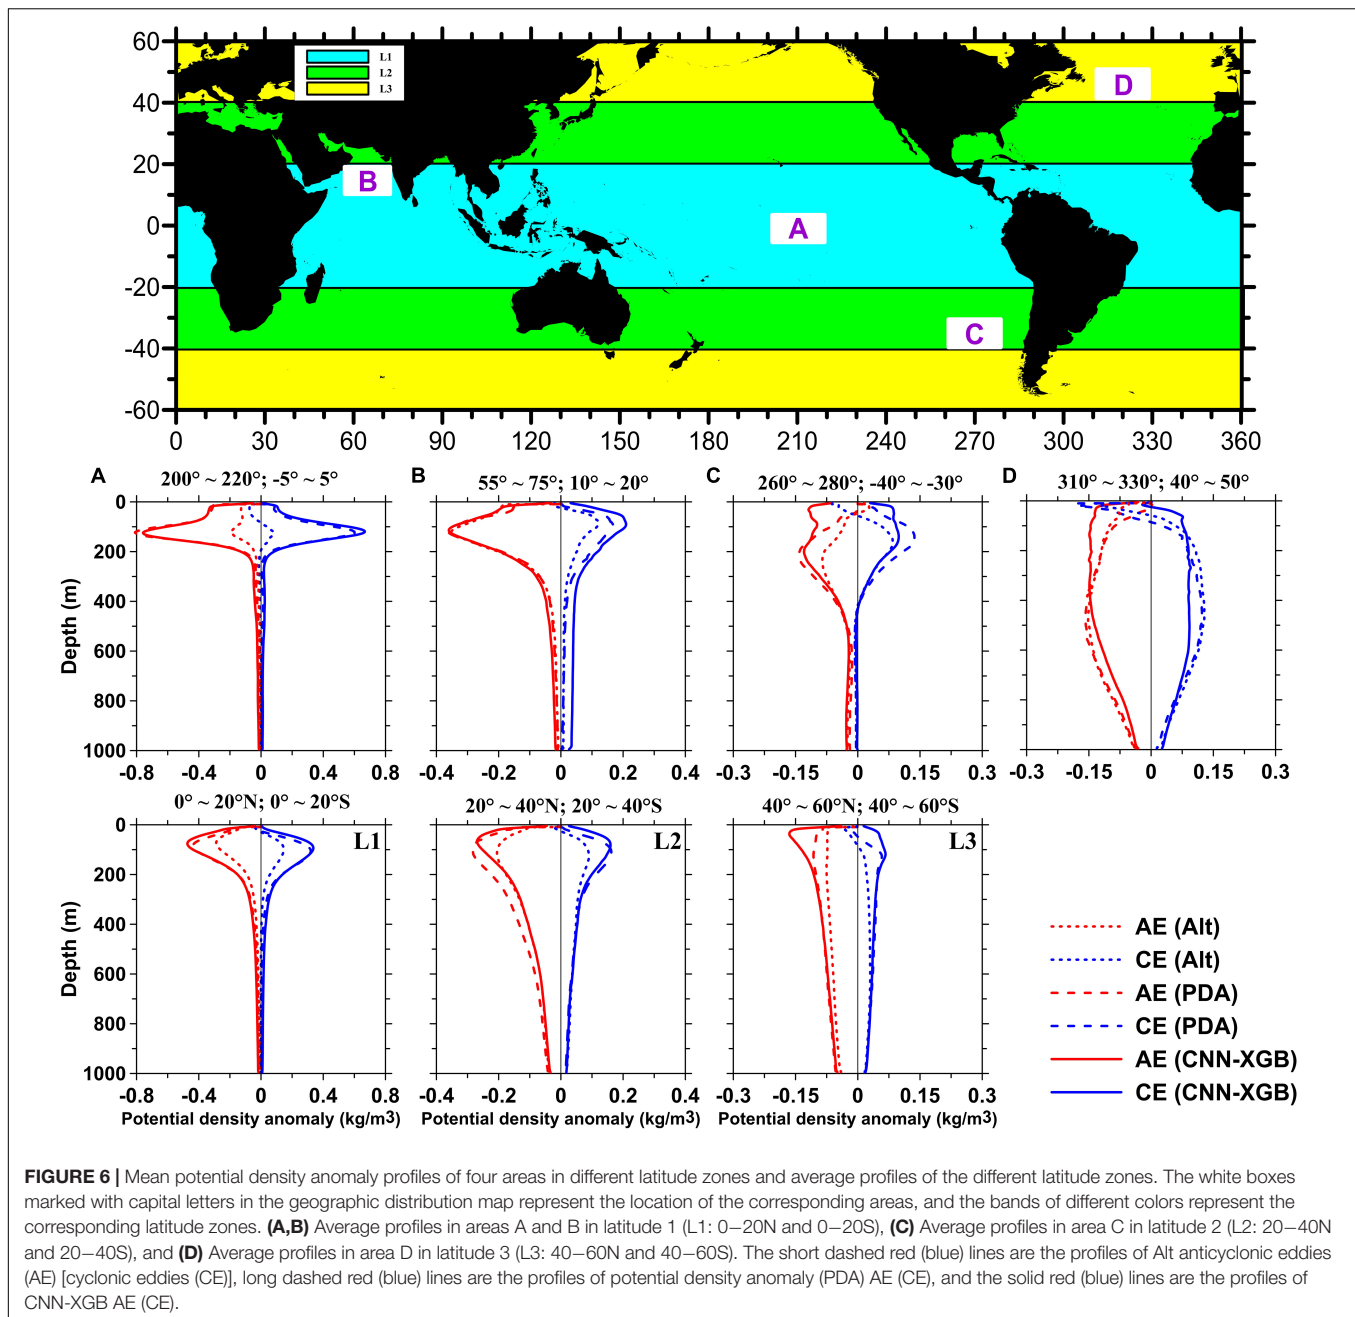 60
40
20
0
-20
-40
-60
L1
L2
L3
D
B
A
C
0 30 60 90 120 150 180 210 240 270 300 330 360
A B C D
200° ~ 220°; -5° ~ 5° 55° ~ 75°; 10° ~ 20° 260° ~ 280°; -40° ~ -30° 310° ~ 330°; 40° ~ 50°
0
200
400
600
800
1000
Depth (m)
-0.8 -0.4 0 0.4 0.8 -0.4 -0.2 0 0.2 0.4 -0.3 -0.15 0 0.15 0.3 -0.3 -0.15 0 0.15 0.3
0° ~ 20°N; 0° ~ 20°S 20° ~ 40°N; 20° ~ 40°S 40° ~ 60°N; 40° ~ 60°S
L1 L2 L3
0
200
400
600
800
1000
Depth (m)
-0.8 -0.4 0 0.4 0.8 -0.4 -0.2 0 0.2 0.4 -0.3 -0.15 0 0.15 0.3
Potential density anomaly (kg/m3) Potential density anomaly (kg/m3) Potential density anomaly (kg/m3)
AE (Alt)
CE (Alt)
AE (PDA)
CE (PDA)
AE (CNN-XGB)
CE (CNN-XGB)
FIGURE 6 | Mean potential density anomaly profiles of four areas in different latitude zones and average profiles of the different latitude zones. The white boxes
marked with capital letters in the geographic distribution map represent the location of the corresponding areas, and the bands of different colors represent the
corresponding latitude zones. (A,B) Average profiles in areas A and B in latitude 1 (L1: 0–20N and 0–20S), (C) Average profiles in area C in latitude 2 (L2: 20–40N
and 20–40S), and (D) Average profiles in area D in latitude 3 (L3: 40–60N and 40–60S). The short dashed red (blue) lines are the profiles of Alt anticyclonic eddies
(AE) [cyclonic eddies (CE)], long dashed red (blue) lines are the profiles of potential density anomaly (PDA) AE (CE), and the solid red (blue) lines are the profiles of
CNN-XGB AE (CE).